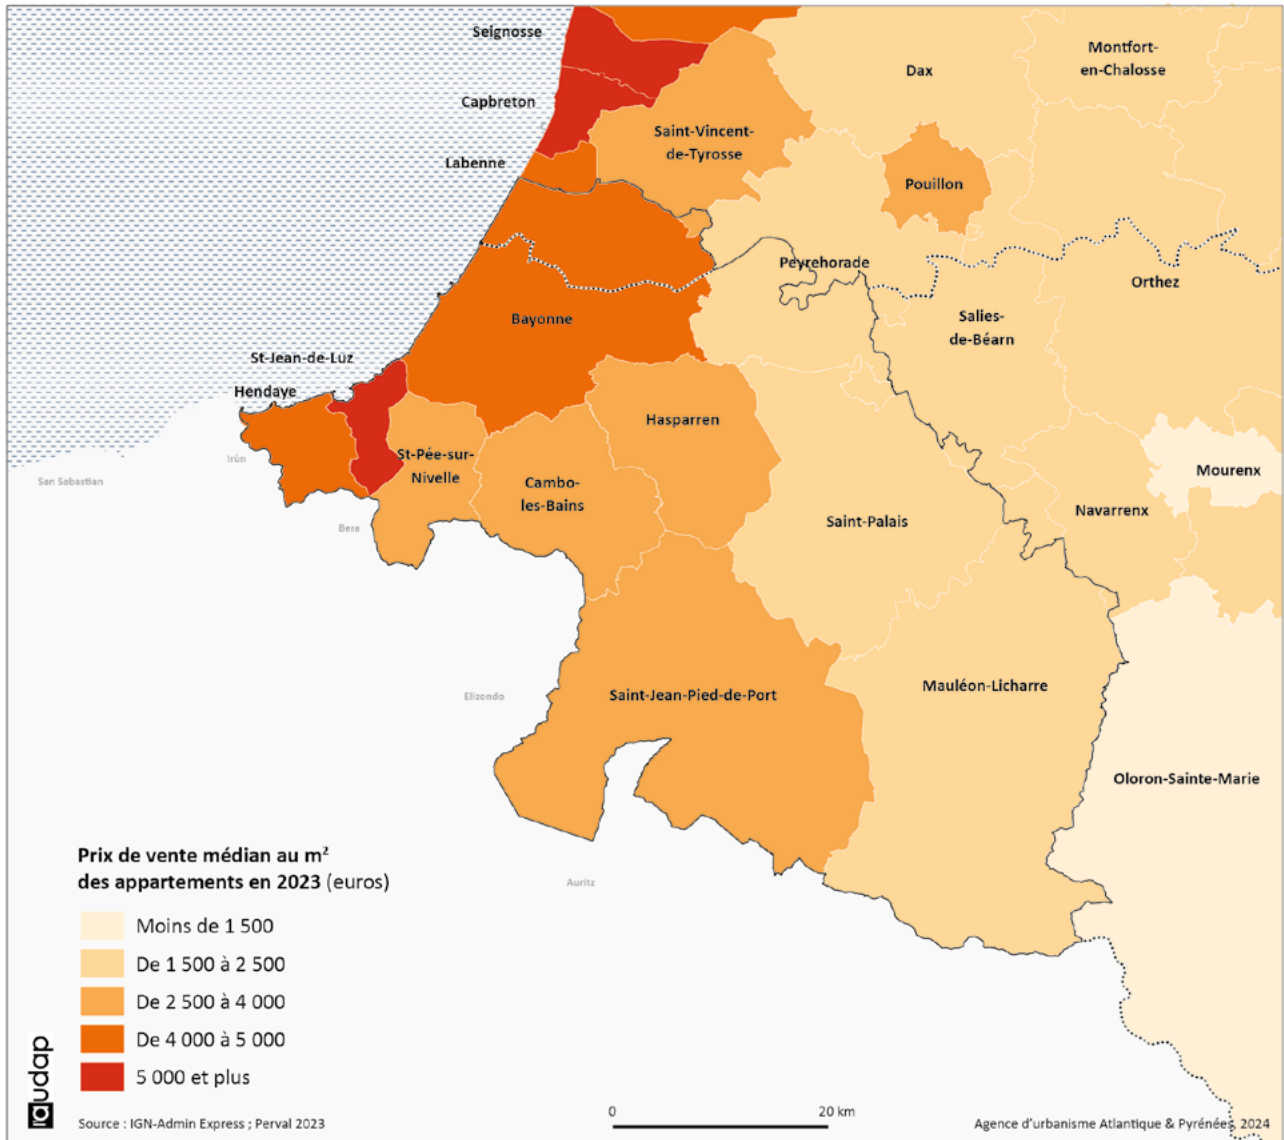 Seignosse
Capbreton
Labenne
Saint-Vincent-
de-Tyrosse
Dax
Montfort-
en-Chalosse
Pouillon
Peyrehorade
Orthez
Bayonne
Salies-
de-Béarn
St-Jean-de-Luz
Hendaye
Hasparren
St-Pée-sur-
Nivelle
Cambo-
les-Bains
Mourenx
Navarrenx
Saint-Palais
Irùn
San Sebastian
Bera
Elizondo
Saint-Jean-Pied-de-Port
Mauléon-Licharre
Oloron-Sainte-Marie
Auritz
Prix de vente médian au m²
des appartements en 2023 (euros)
Moins de 1 500
De 1 500 à 2 500
De 2 500 à 4 000
De 4 000 à 5 000
5 000 et plus
audap
Source : IGN-Admin Express ; Perval 2023
0 20 km
Agence d'urbanisme Atlantique & Pyrénées, 2024